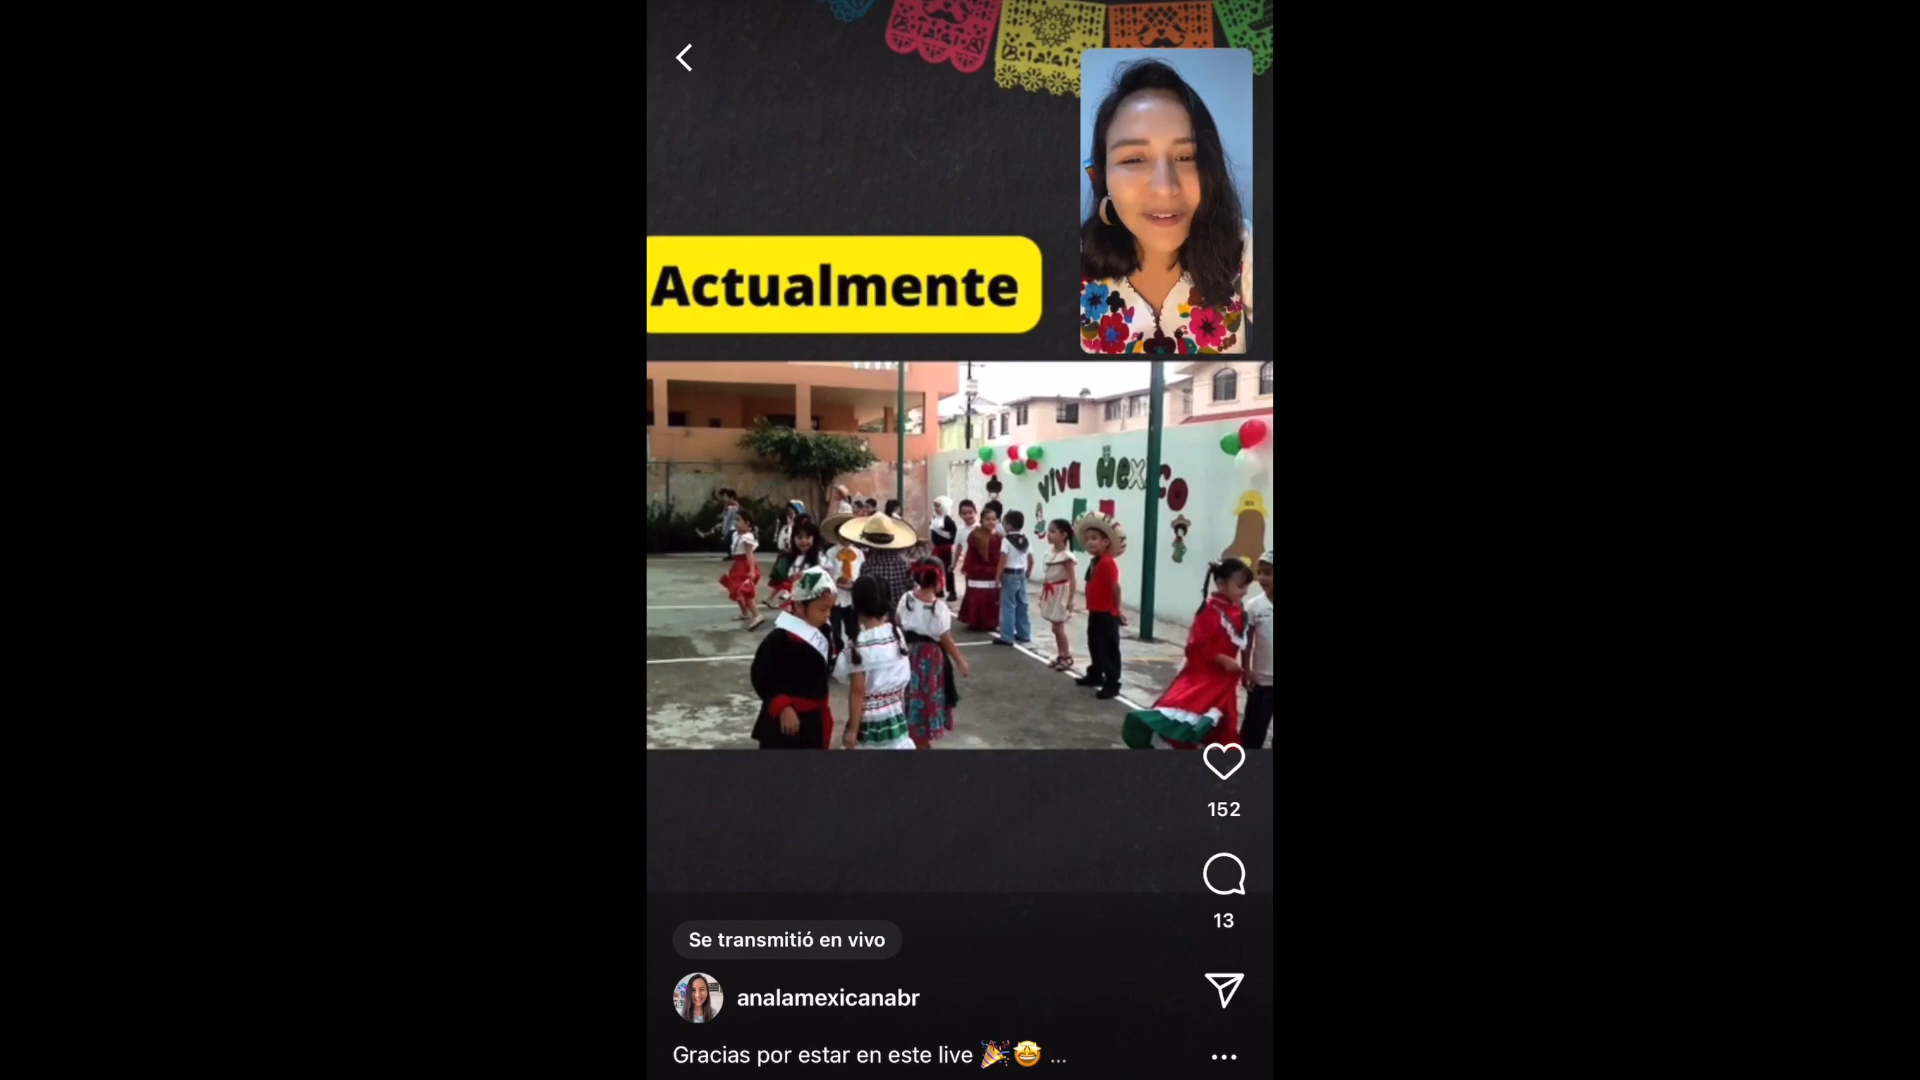 Actualmente
Viva Mexico
152
13
Se transmitió en vivo
analamexicanabr
Gracias por estar en este live 🎉🤩 ...